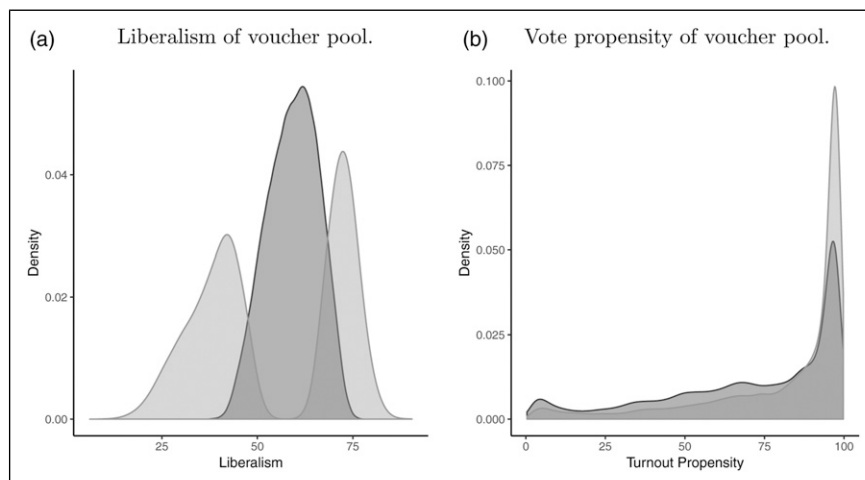 (a) Liberalism of voucher pool.
0.04
0.02
0.00
Density
25 50 75
Liberalism
(b) Vote propensity of voucher pool.
0.100
0.075
0.050
0.025
0.000
Density
0 25 50 75 100
Turnout Propensity